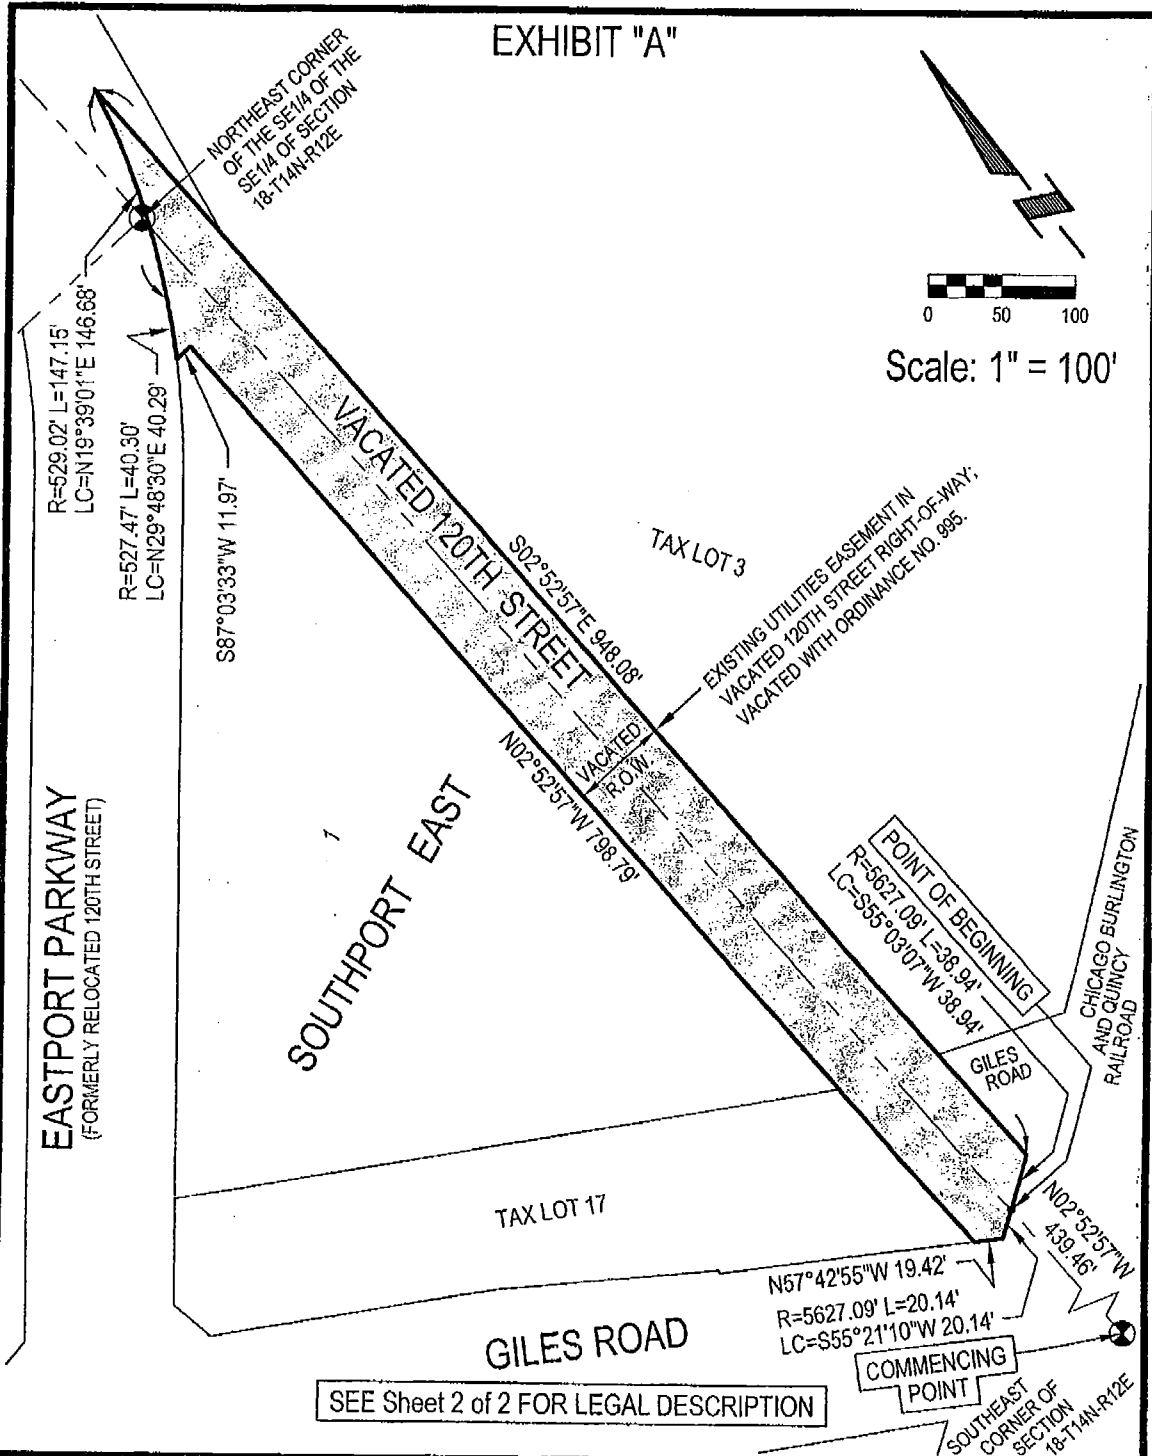 EXHIBIT "A"
NORTHEAST CORNER
OF THE SE1/4 OF THE
SE1/4 OF SECTION
18-T14N-R12E
0 50 100
Scale: 1" = 100'
R=529.02' L=147.15'
LC=N19°39'01"E 146.68'
R=527.47' L=40.30'
LC=N29°48'30"E 40.29'
S87°03'33"W 11.97'
VACATED 120TH STREET
S02°52'57"E 948.08'
TAX LOT 3
EXISTING UTILITIES EASEMENT IN
VACATED 120TH STREET RIGHT-OF-WAY;
VACATED WITH ORDINANCE NO. 995.
VACATED
R.O.W.
N02°52'57"W 798.79'
1
SOUTHPORT EAST
EASTPORT PARKWAY
(FORMERLY RELOCATED 120TH STREET)
POINT OF BEGINNING
R=5627.09' L=38.94'
LC=S55°03'07"W 38.94'
CHICAGO BURLINGTON
AND QUINCY
RAILROAD
GILES
ROAD
TAX LOT 17
N02°52'57"W
439.46'
N57°42'55"W 19.42'
R=5627.09' L=20.14'
LC=S55°21'10"W 20.14'
GILES ROAD
COMMENCING
POINT
SOUTHEAST
CORNER OF
SECTION
18-T14N-R12E
SEE Sheet 2 of 2 FOR LEGAL DESCRIPTION